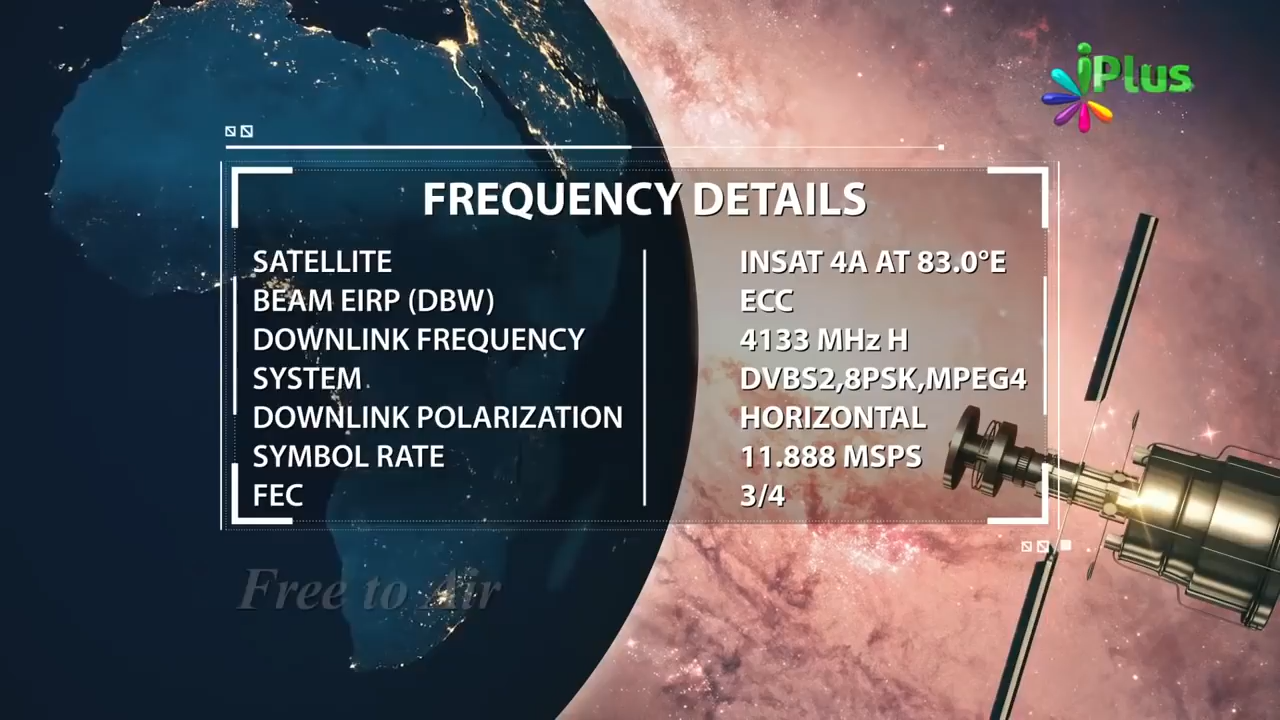 iPlus
FREQUENCY DETAILS
SATELLITE INSAT 4A AT 83.0°E
BEAM EIRP (DBW) ECC
DOWNLINK FREQUENCY 4133 MHz H
SYSTEM DVBS2,8PSK,MPEG4
DOWNLINK POLARIZATION HORIZONTAL
SYMBOL RATE 11.888 MSPS
FEC 3/4
Free to Air